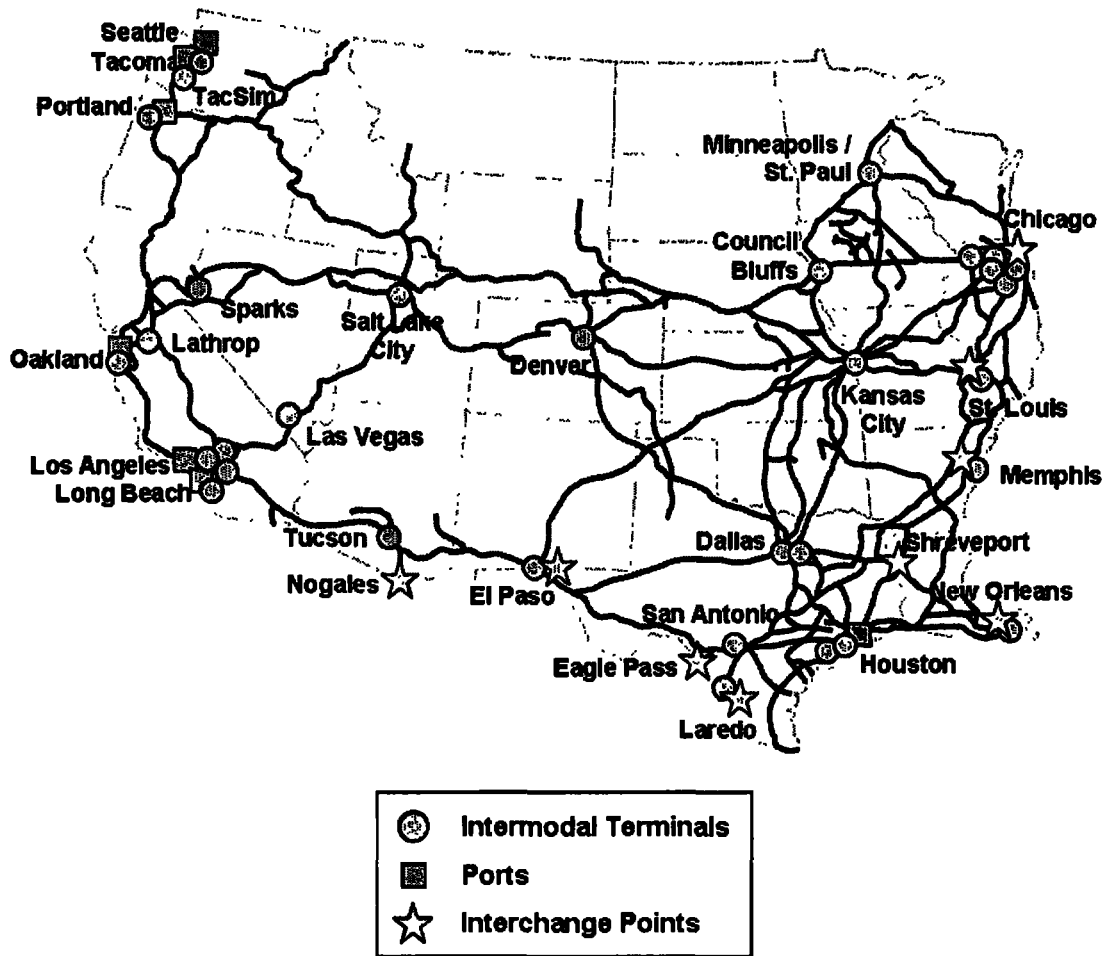 Seattle
Tacoma
TacSim
Portland
Minneapolis /
St. Paul
Chicago
Council
Bluffs
Sparks
Salt Lake
City
Lathrop
Oakland
Denver
Kansas
City
St. Louis
Las Vegas
Los Angeles
Long Beach
Memphis
Tucson
Dallas
Shreveport
Nogales
El Paso
New Orleans
San Antonio
Eagle Pass
Houston
Laredo
Intermodal Terminals
Ports
Interchange Points